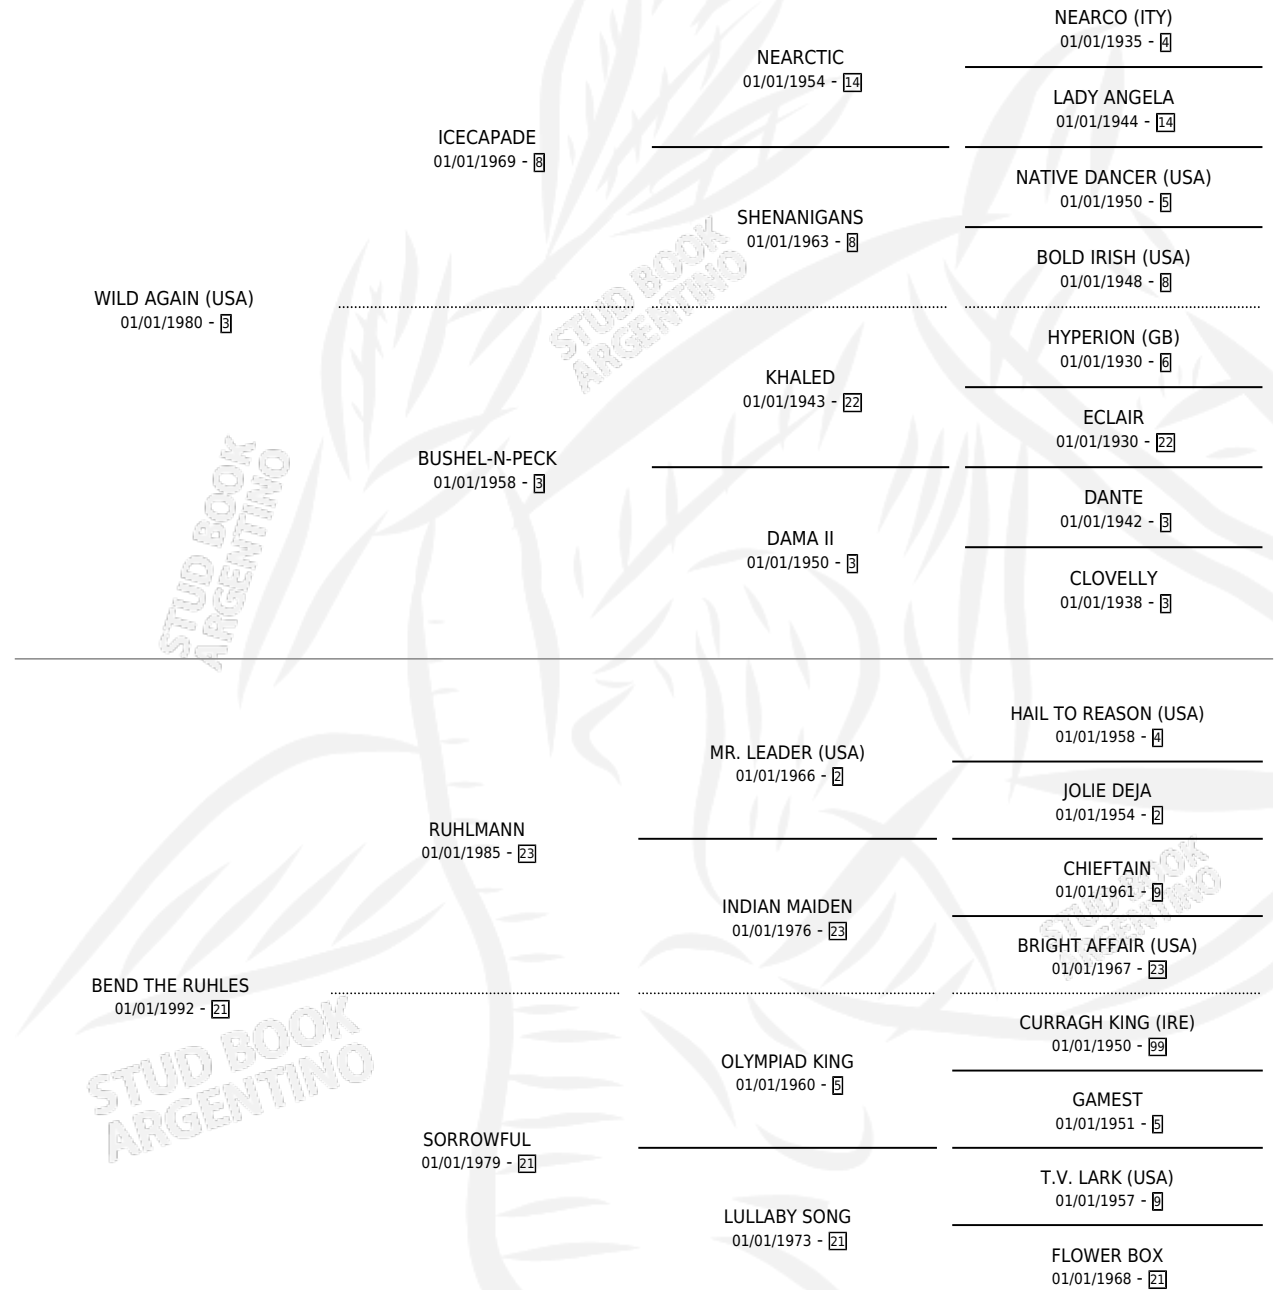 NEARCO (ITY)
01/01/1935 - 4
NEARCTIC
01/01/1954 - 14
LADY ANGELA
01/01/1944 - 14
ICECAPADE
01/01/1969 - 8
NATIVE DANCER (USA)
01/01/1950 - 5
SHENANIGANS
01/01/1963 - 8
BOLD IRISH (USA)
01/01/1948 - 8
WILD AGAIN (USA)
01/01/1980 - 3
HYPERION (GB)
01/01/1930 - 6
KHALED
01/01/1943 - 22
ECLAIR
01/01/1930 - 22
BUSHEL-N-PECK
01/01/1958 - 3
DANTE
01/01/1942 - 3
DAMA II
01/01/1950 - 3
CLOVELLY
01/01/1938 - 3
STUD BOOK
ARGENTINO
STUD BOOK
ARGENTINO
HAIL TO REASON (USA)
01/01/1958 - 4
MR. LEADER (USA)
01/01/1966 - 2
JOLIE DEJA
01/01/1954 - 2
RUHLMANN
01/01/1985 - 23
CHIEFTAIN
01/01/1961 - 9
INDIAN MAIDEN
01/01/1976 - 23
BRIGHT AFFAIR (USA)
01/01/1967 - 23
BEND THE RUHLES
01/01/1992 - 21
CURRAGH KING (IRE)
01/01/1950 - 99
OLYMPIAD KING
01/01/1960 - 5
GAMEST
01/01/1951 - 5
SORROWFUL
01/01/1979 - 21
T.V. LARK (USA)
01/01/1957 - 9
LULLABY SONG
01/01/1973 - 21
FLOWER BOX
01/01/1968 - 21
STUD BOOK
ARGENTINO
STUD BOOK
ARGENTINO